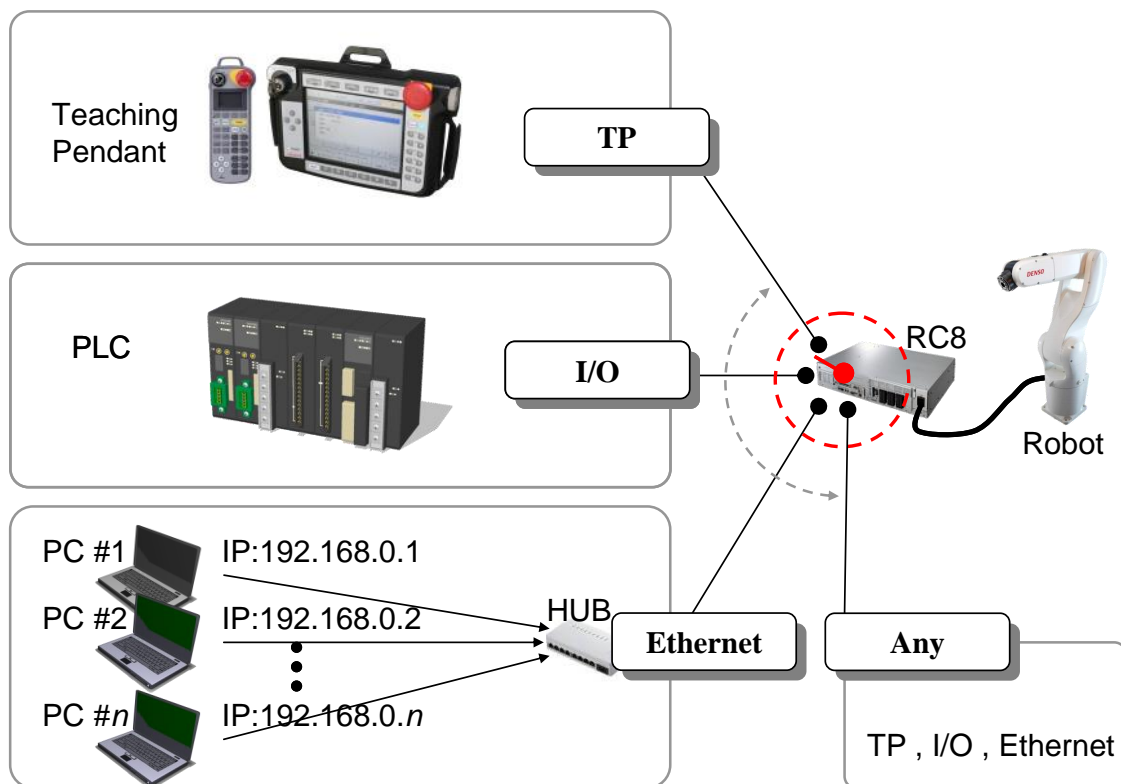 Teaching
Pendant
TP
PLC
I/O
RC8
DENSO
Robot
PC #1 IP:192.168.0.1
PC #2 IP:192.168.0.2
HUB
PC #n IP:192.168.0.n
Ethernet
Any
TP , I/O , Ethernet